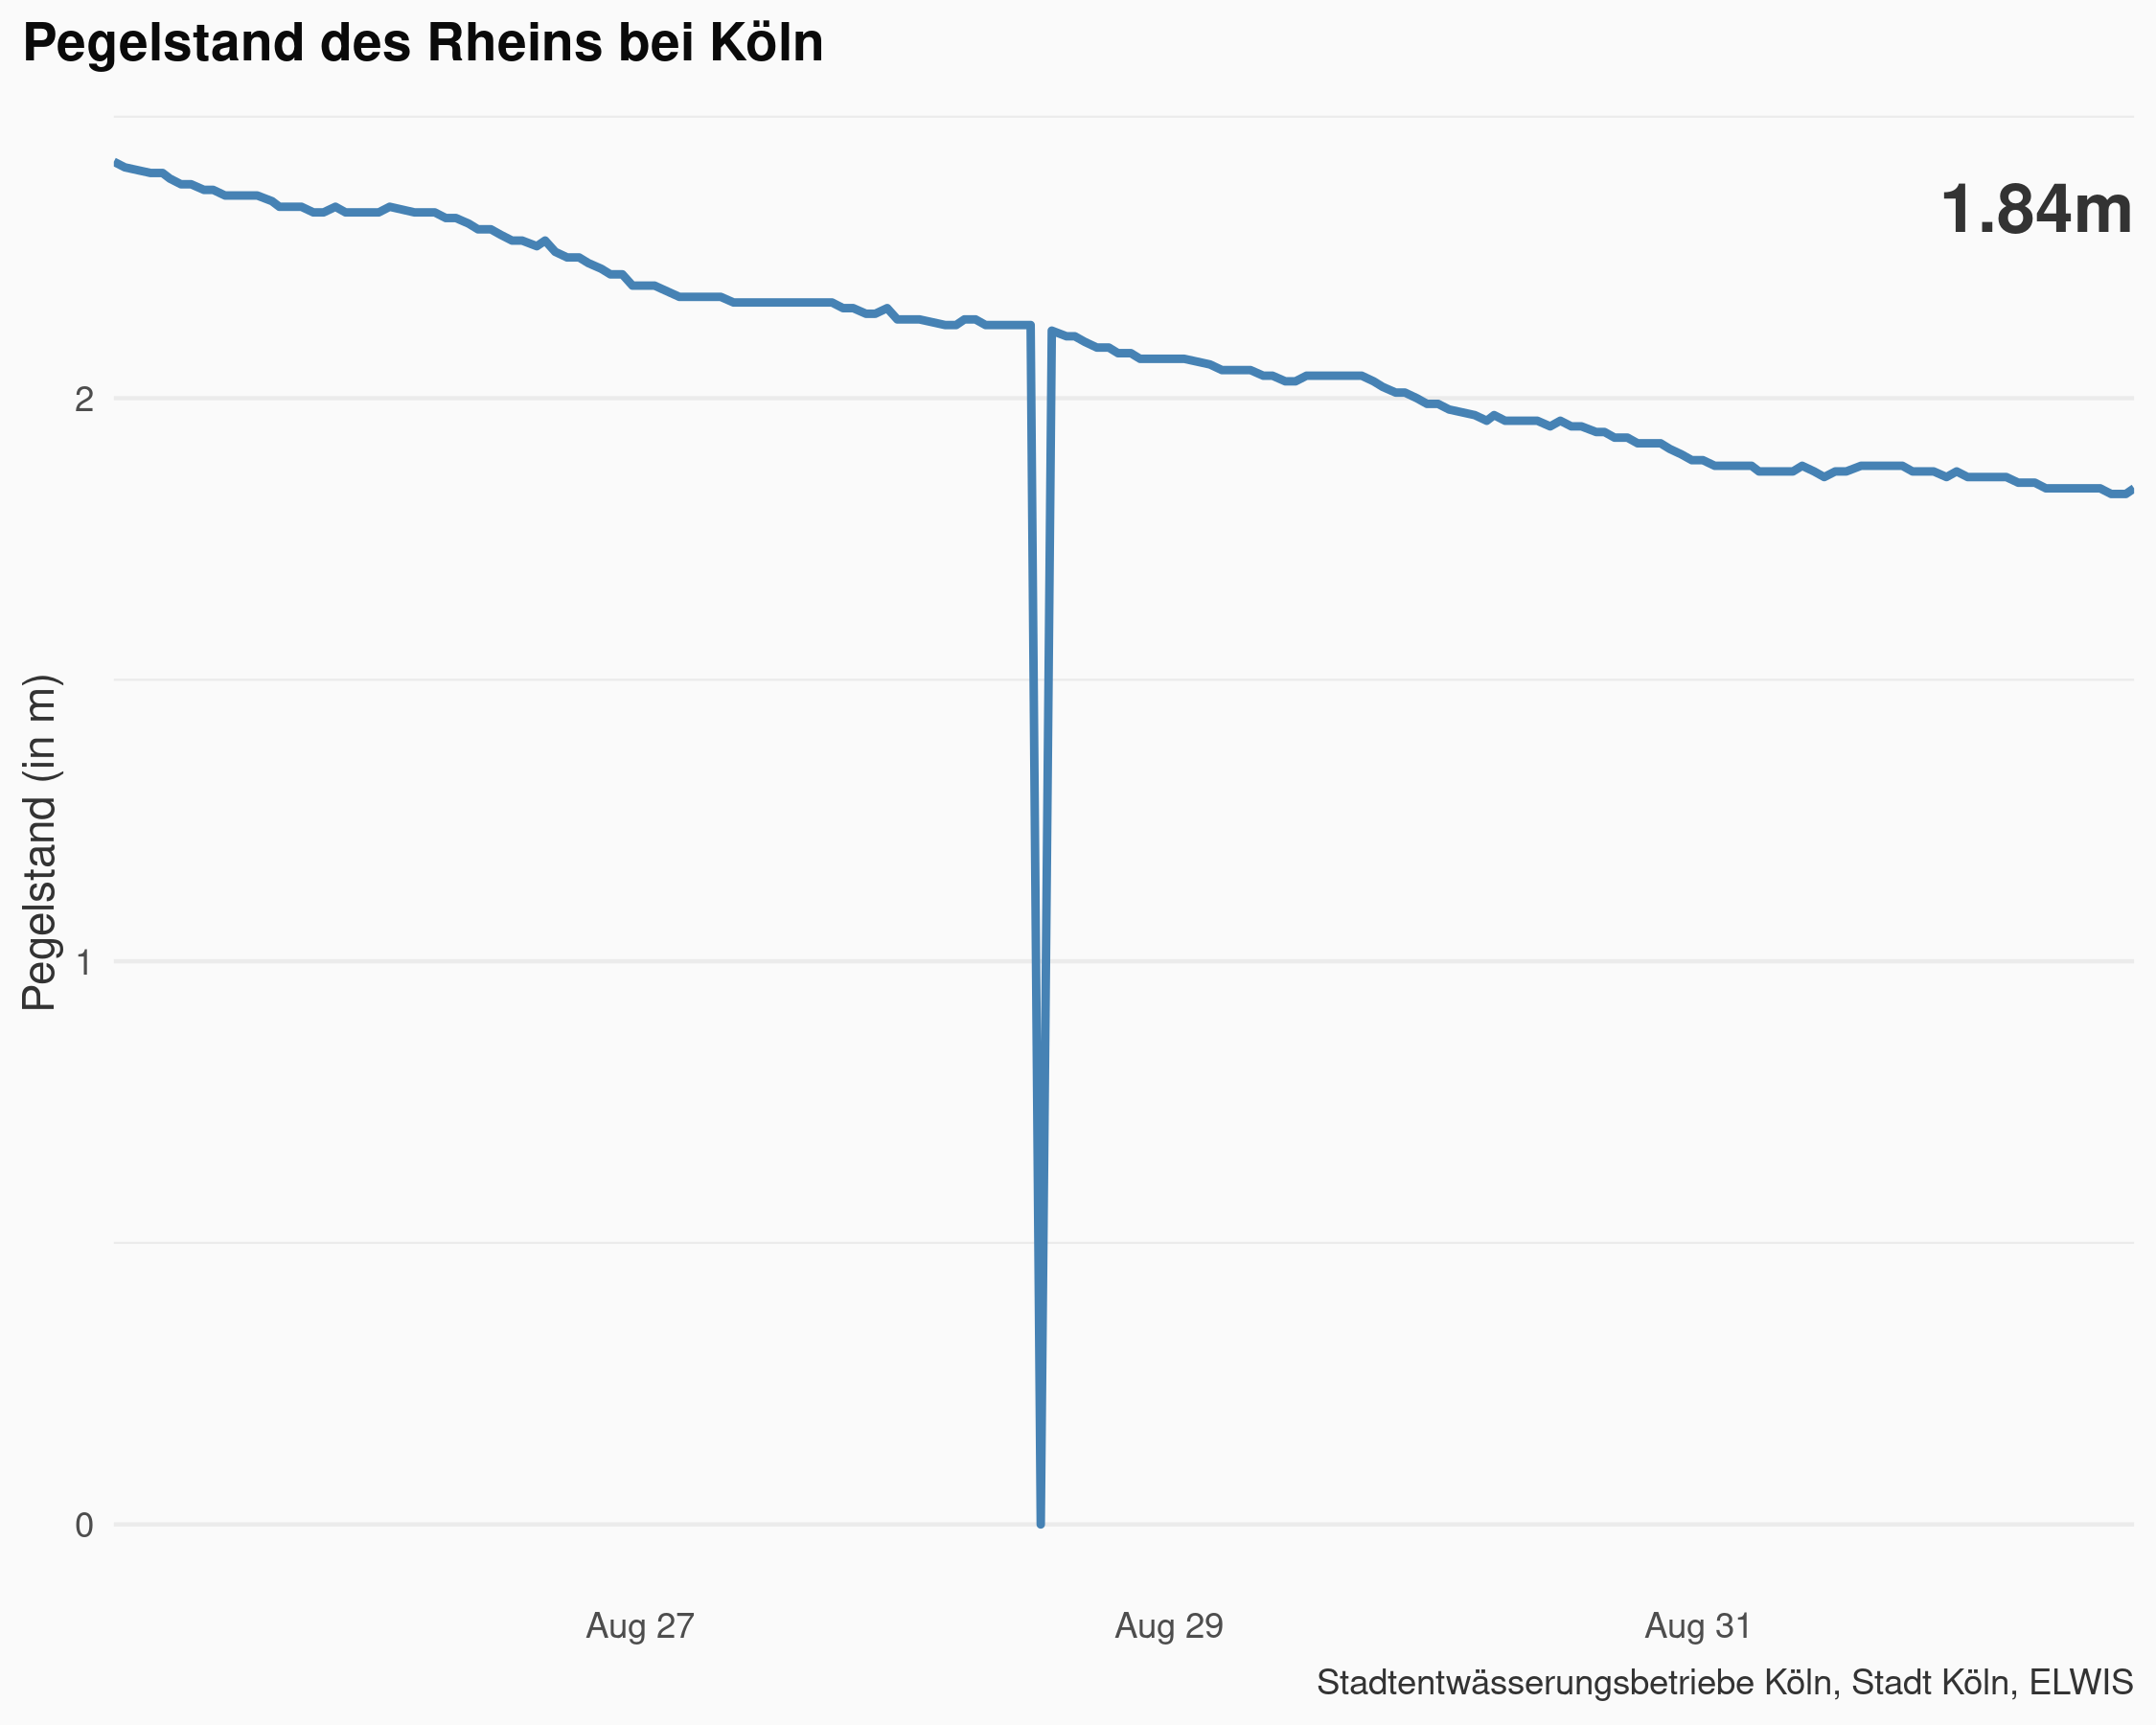 Pegelstand des Rheins bei Köln
1.84m
Pegelstand (in m)
2
1
0
Aug 27
Aug 29
Aug 31
Stadtentwässerungsbetriebe Köln, Stadt Köln, ELWIS